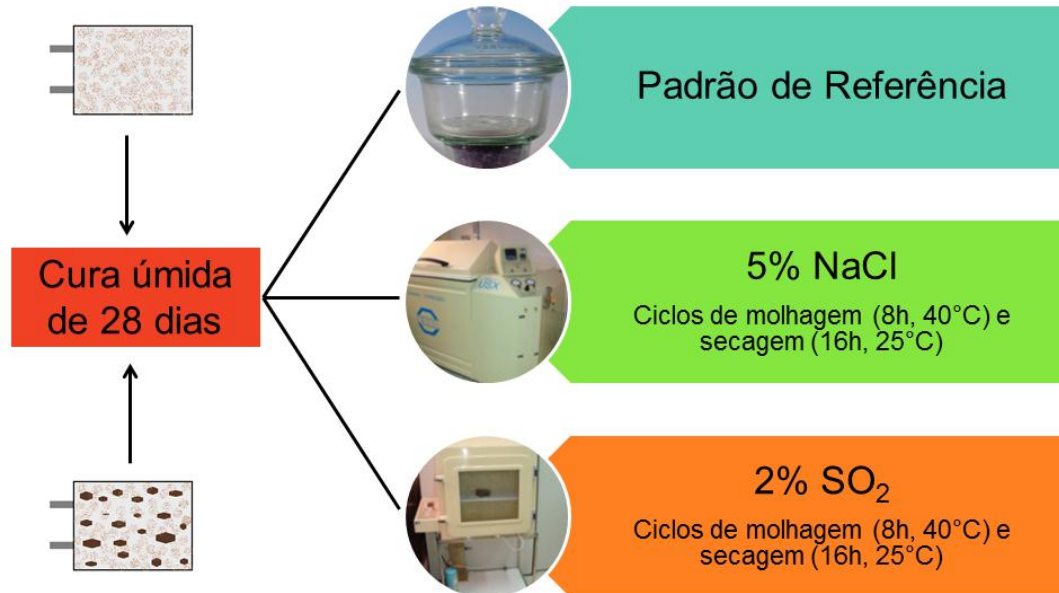 Padrão de Referência
Cura úmida
de 28 dias
5% NaCl
Ciclos de molhagem (8h, 40°C) e
secagem (16h, 25°C)
2% SO₂
Ciclos de molhagem (8h, 40°C) e
secagem (16h, 25°C)